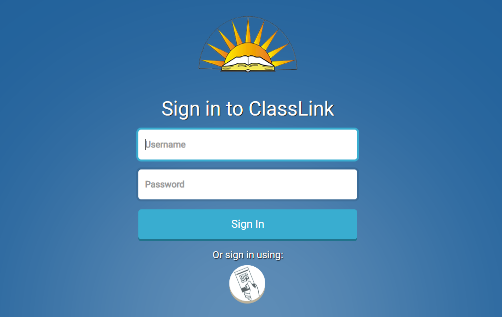 Sign in to ClassLink
Username
Password
Sign In
Or sign in using: